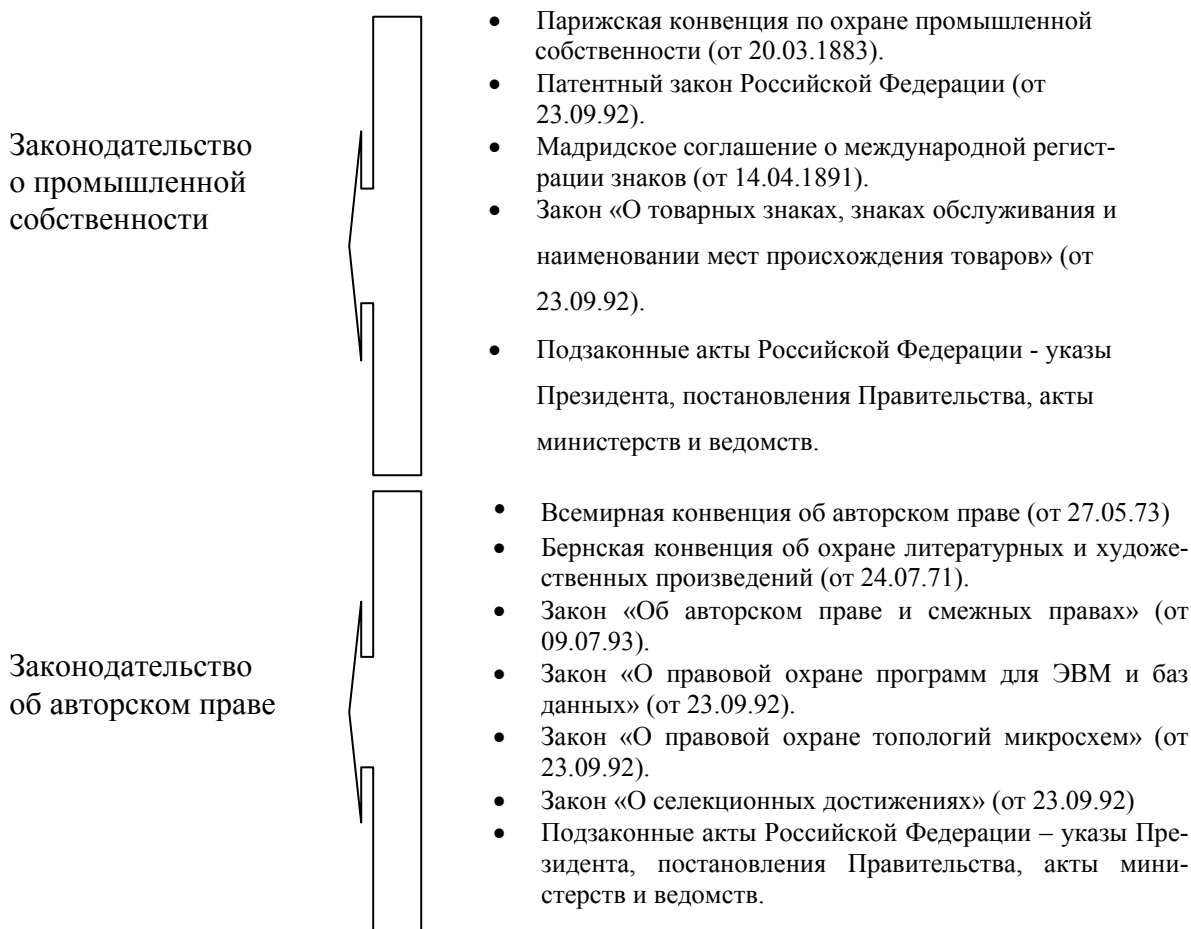 Законодательство
о промышленной
собственности
• Парижская конвенция по охране промышленной
собственности (от 20.03.1883).
• Патентный закон Российской Федерации (от
23.09.92).
• Мадридское соглашение о международной регист-
рации знаков (от 14.04.1891).
• Закон «О товарных знаках, знаках обслуживания и
наименовании мест происхождения товаров» (от
23.09.92).
• Подзаконные акты Российской Федерации - указы
Президента, постановления Правительства, акты
министерств и ведомств.
Законодательство
об авторском праве
• Всемирная конвенция об авторском праве (от 27.05.73)
• Бернская конвенция об охране литературных и художе-
ственных произведений (от 24.07.71).
• Закон «Об авторском праве и смежных правах» (от
09.07.93).
• Закон «О правовой охране программ для ЭВМ и баз
данных» (от 23.09.92).
• Закон «О правовой охране топологий микросхем» (от
23.09.92).
• Закон «О селекционных достижениях» (от 23.09.92)
• Подзаконные акты Российской Федерации – указы Пре-
зидента, постановления Правительства, акты мини-
стерств и ведомств.